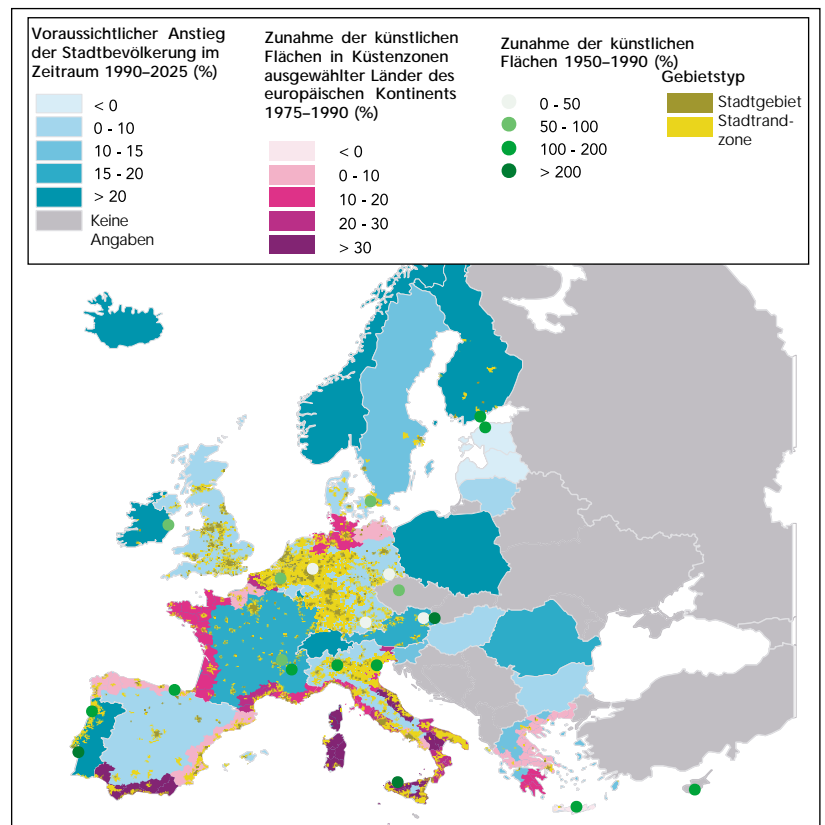 Voraussichtlicher Anstieg
der Stadtbevölkerung im
Zeitraum 1990–2025 (%)
< 0
0 - 10
10 - 15
15 - 20
> 20
Keine
Angaben
Zunahme der künstlichen
Flächen in Küstenzonen
ausgewählter Länder des
europäischen Kontinents
1975–1990 (%)
< 0
0 - 10
10 - 20
20 - 30
> 30
Zunahme der künstlichen
Flächen 1950–1990 (%)
0 - 50
50 - 100
100 - 200
> 200
Gebietstyp
Stadtgebiet
Stadtrand-
zone